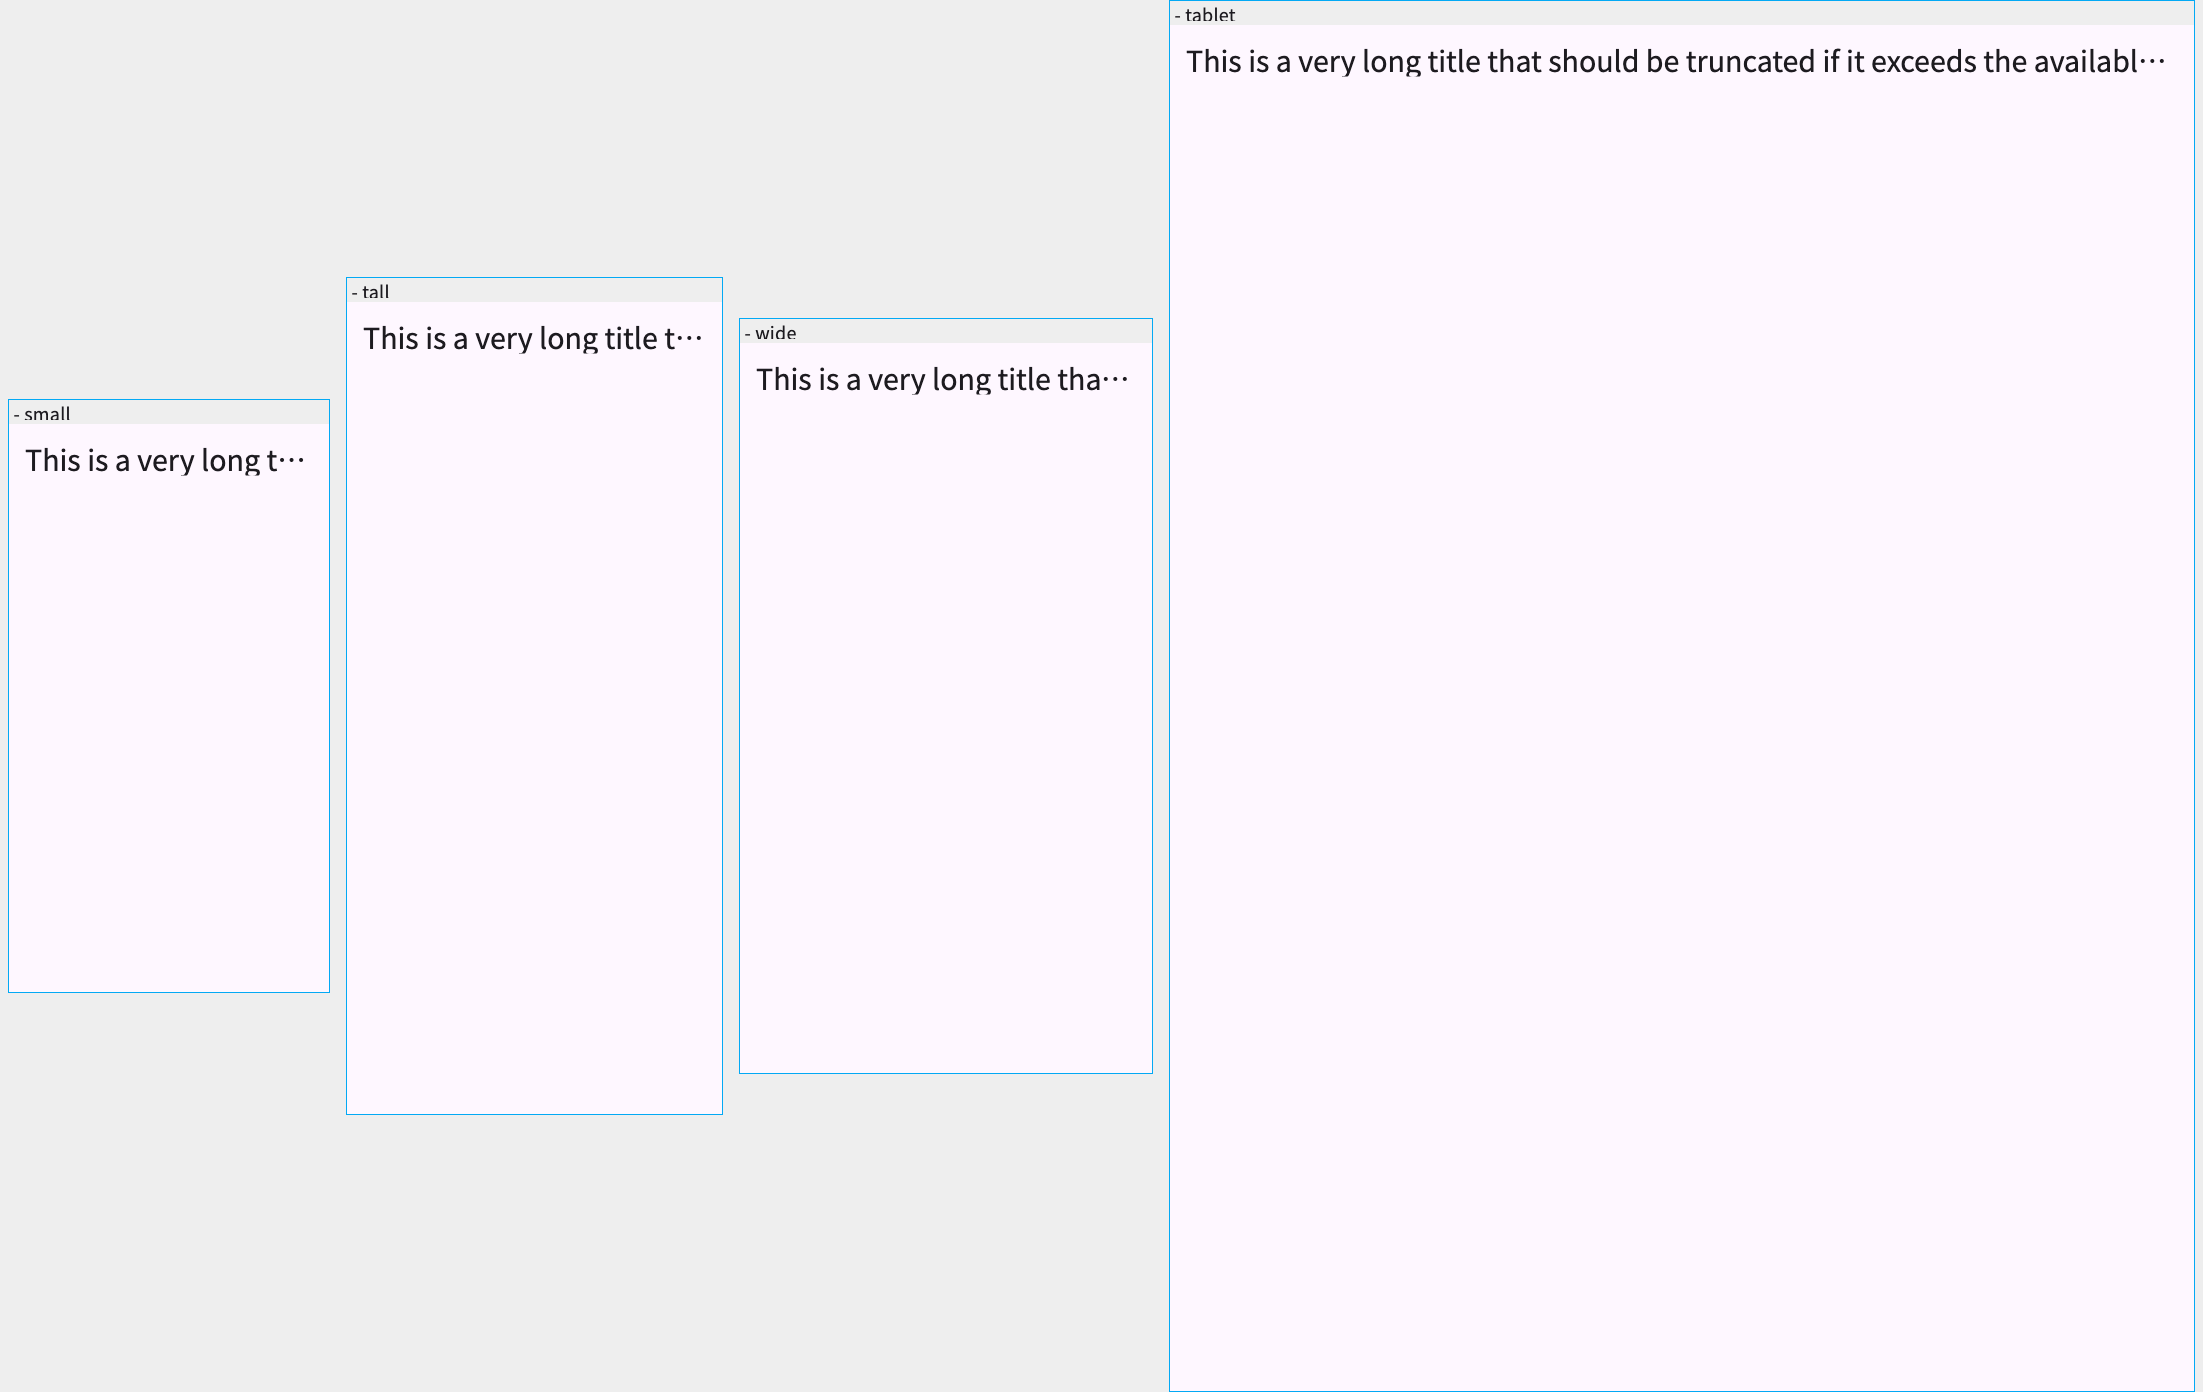 - small
This is a very long t…
- tall
This is a very long title t…
- wide
This is a very long title tha…
- tablet
This is a very long title that should be truncated if it exceeds the availabl…